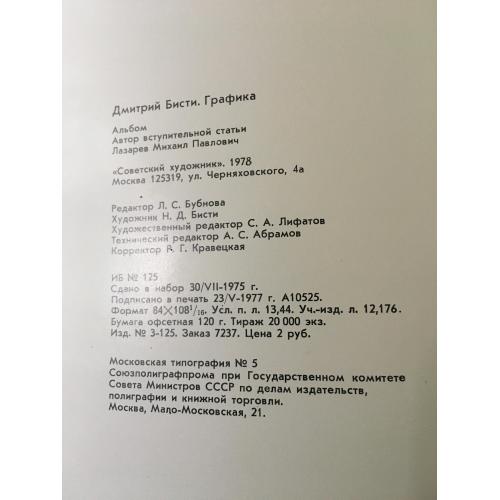 Дмитрий Бисти. Графика
Альбом
Автор вступительной статьи
Лазарев Михаил Павлович
«Советский художник». 1978
Москва 125319, ул. Черняховского, 4а
Редактор Л. С. Бубнова
Художник Н. Д. Бисти
Художественный редактор С. А. Лифатов
Технический редактор А. С. Абрамов
Корректор В. Г. Кравецкая
ИБ № 125
Сдано в набор 30/VII-1975 г.
Подписано в печать 23/V-1977 г. А10525.
Формат 84×108¹/₁₆. Усл. п. л. 13,44. Уч.-изд. л. 12,176.
Бумага офсетная 120 г. Тираж 20 000 экз.
Изд. № 3-125. Заказ 7237. Цена 2 руб.
Московская типография № 5
Союзполиграфпрома при Государственном комитете
Совета Министров СССР по делам издательств,
полиграфии и книжной торговли.
Москва, Мало-Московская, 21.